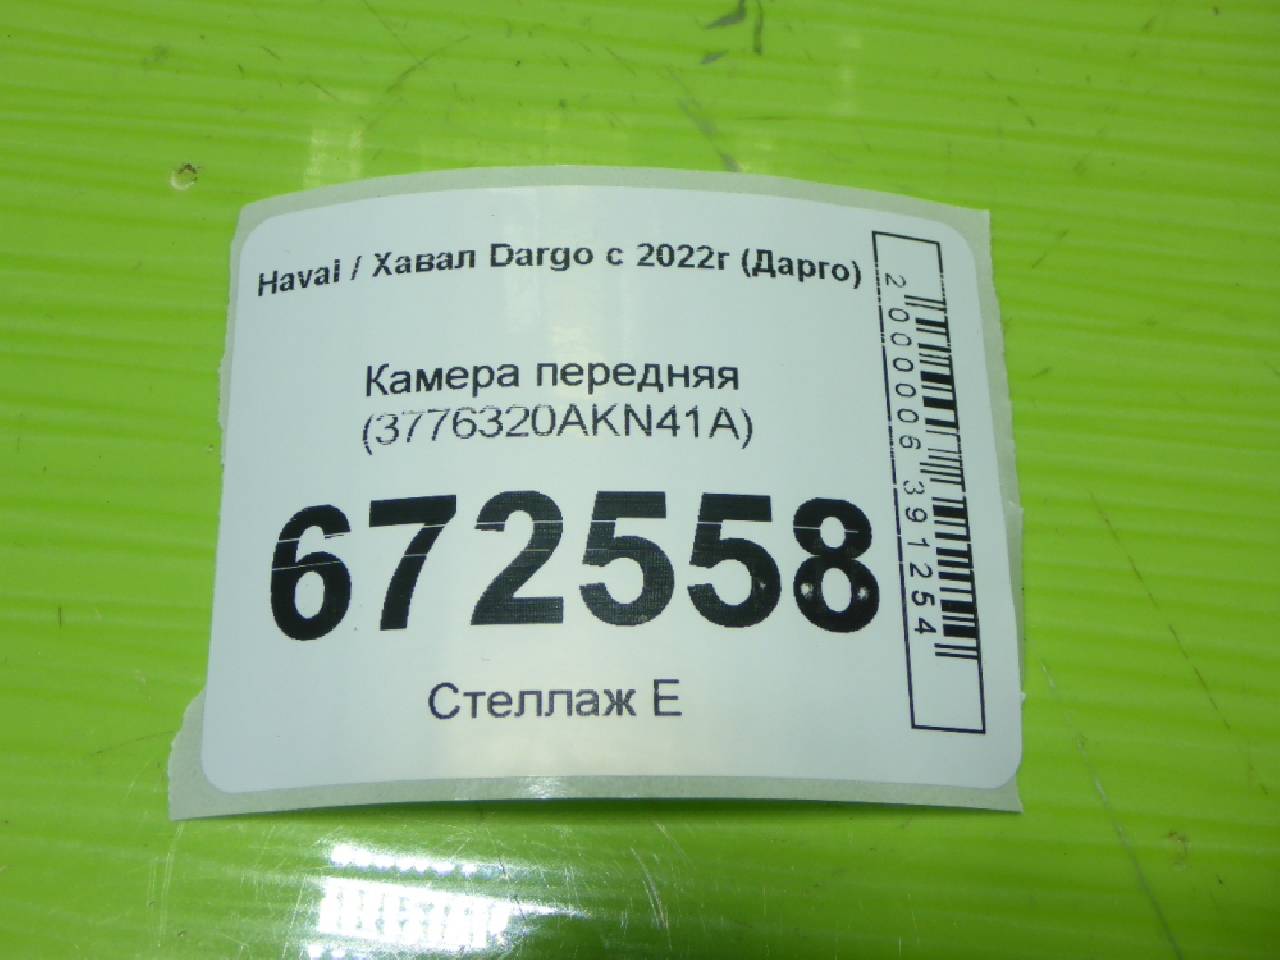 Haval / Хавал Dargo с 2022г (Дарго)
Камера передняя
(3776320AKN41A)
672558
Стеллаж Е
2000006391254